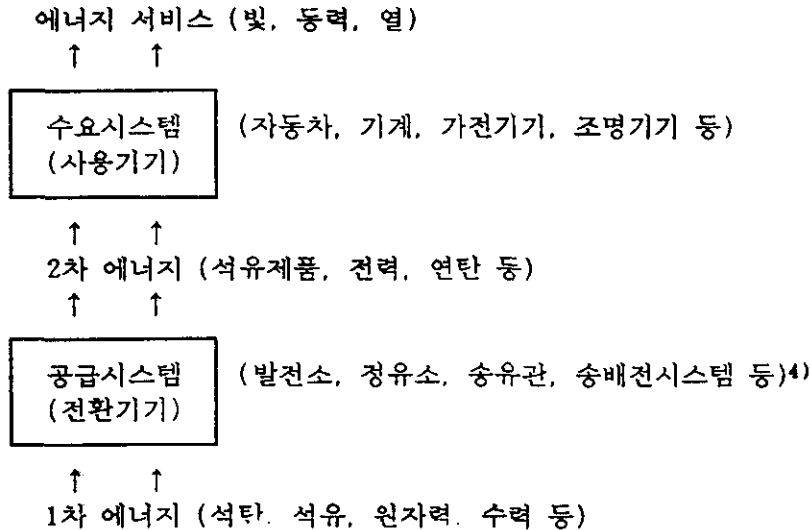 에너지 서비스 (빛, 동력, 열)
↑ ↑
수요시스템 (자동차, 기계, 가전기기, 조명기기 등)
(사용기기)
↑ ↑
2차 에너지 (석유제품, 전력, 연탄 등)
↑ ↑
공급시스템 (발전소, 정유소, 송유관, 송배전시스템 등)4)
(전환기기)
↑ ↑
1차 에너지 (석탄. 석유, 원자력. 수력 등)